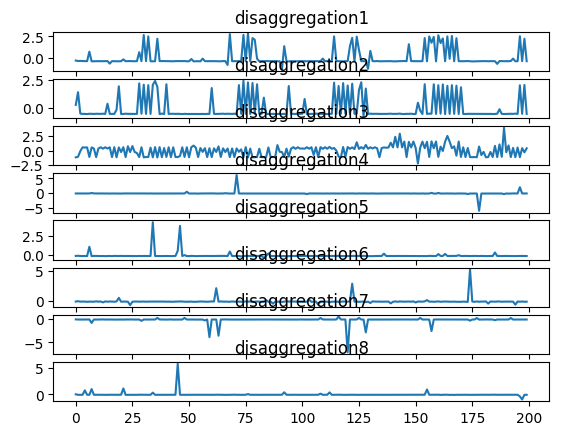 disaggregation1
2.5
0.0
disaggregation2
2.5
0.0
disaggregation3
2.5
0.0
−2.5
disaggregation4
5
0
−5
disaggregation5
2.5
0.0
disaggregation6
5
0
disaggregation7
0
−5
disaggregation8
5
0
0 25 50 75 100 125 150 175 200